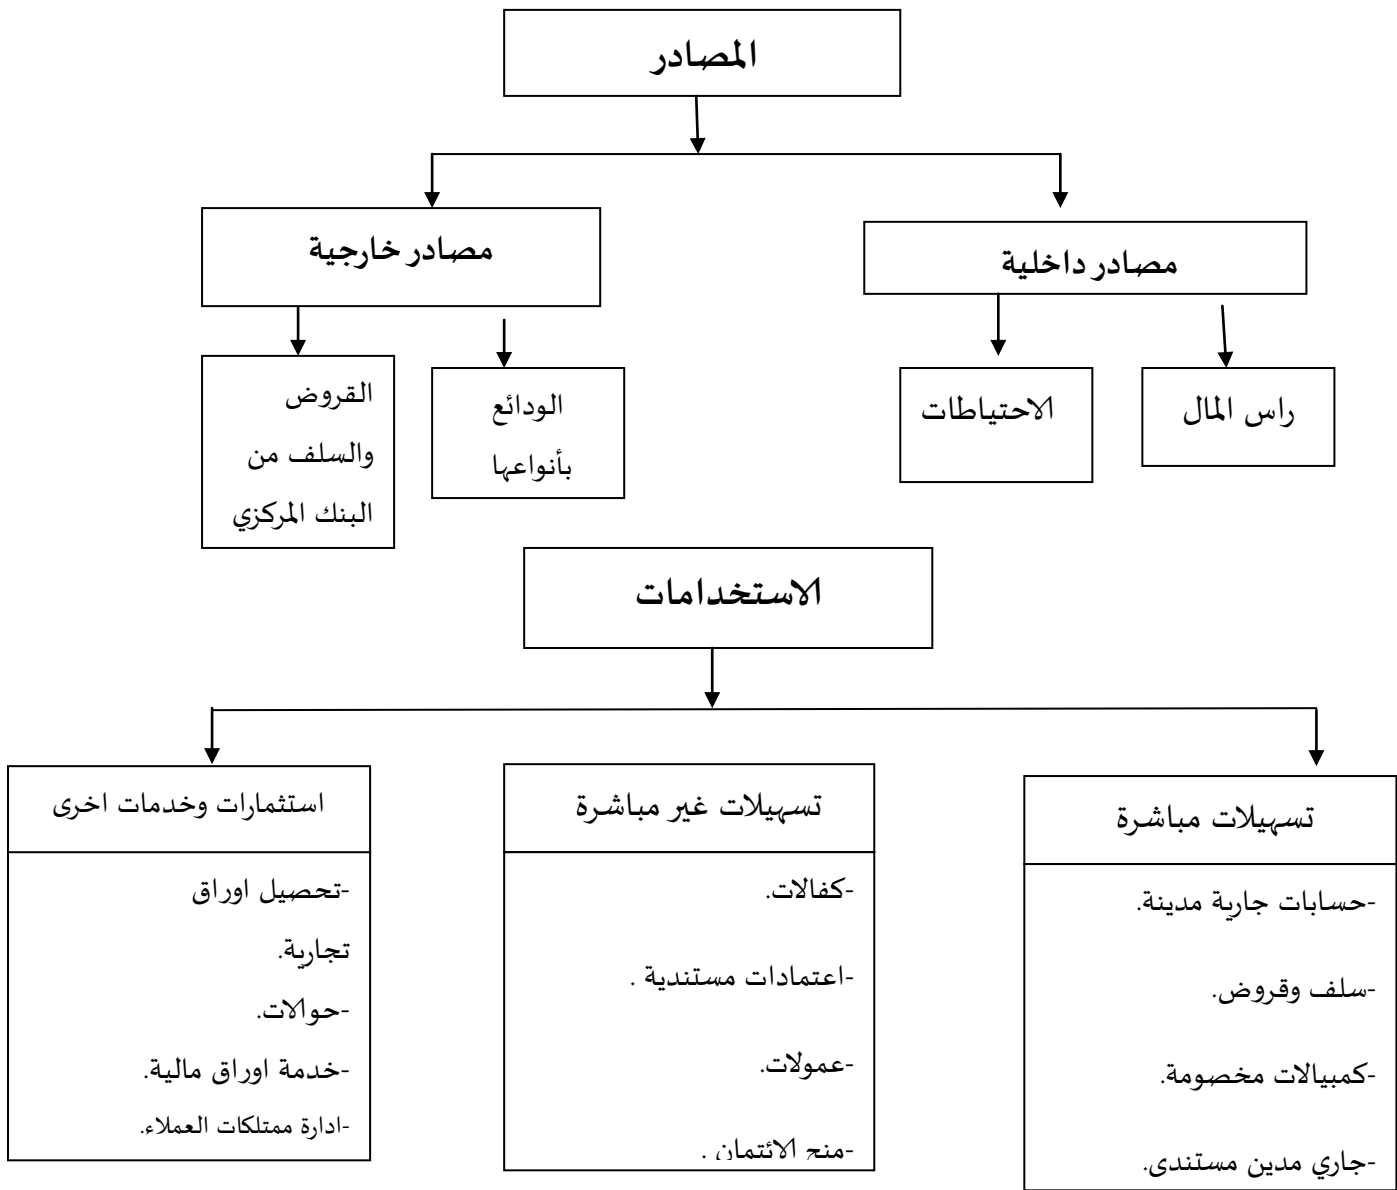 المصادر
مصادر داخلية
مصادر خارجية
راس المال
الاحتياطات
الودائع
بأنواعها
القروض
والسلف من
البنك المركزي
الاستخدامات
تسهيلات مباشرة
-حسابات جارية مدينة.
-سلف وقروض.
-كمبيالات مخصومة.
-جاري مدين مستندى.
تسهيلات غير مباشرة
-كفالات.
-اعتمادات مستندية .
-عمولات.
-منح الائتمان .
استثمارات وخدمات اخرى
-تحصيل اوراق
تجارية.
-حوالات.
-خدمة اوراق مالية.
-ادارة ممتلكات العملاء.